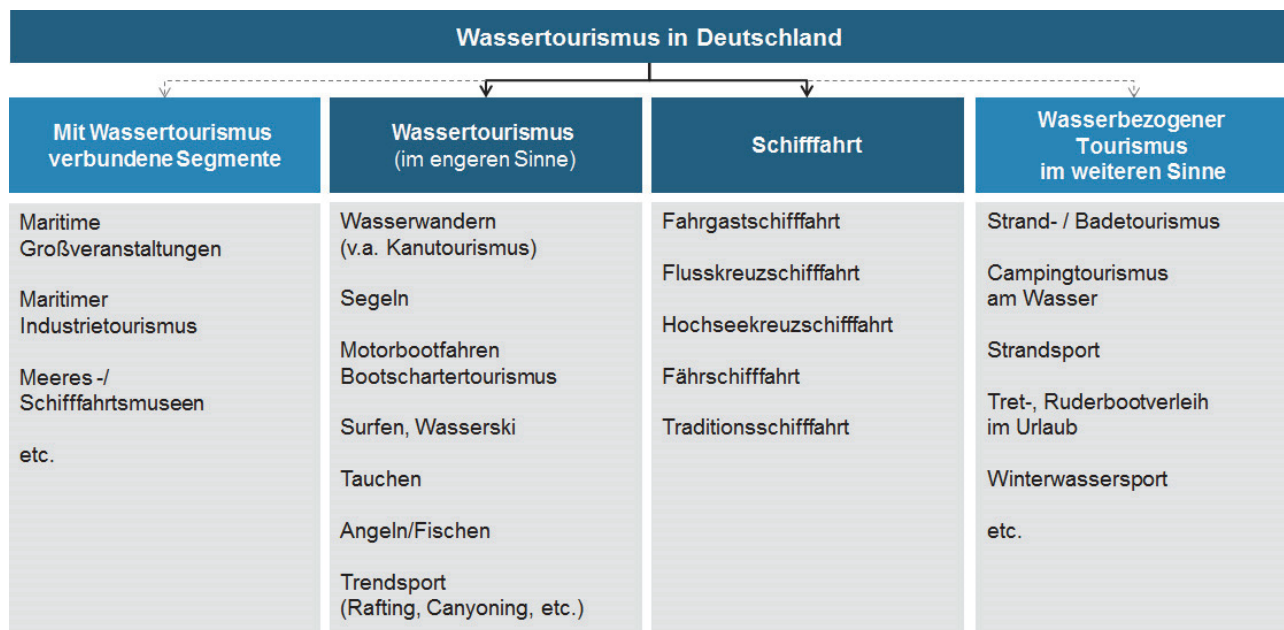 Wassertourismus in Deutschland
Mit Wassertourismus
verbundene Segmente
Maritime
Großveranstaltungen
Maritimer
Industrietourismus
Meeres -/
Schifffahrtsmuseen
etc.
Wassertourismus
(im engeren Sinne)
Wasserwandern
(v.a. Kanutourismus)
Segeln
Motorbootfahren
Bootschartertourismus
Surfen, Wasserski
Tauchen
Angeln/Fischen
Trendsport
(Rafting, Canyoning, etc.)
Schifffahrt
Fahrgastschifffahrt
Flusskreuzschifffahrt
Hochseekreuzschifffahrt
Fährschifffahrt
Traditionsschifffahrt
Wasserbezogener
Tourismus
im weiteren Sinne
Strand- / Badetourismus
Campingtourismus
am Wasser
Strandsport
Tret-, Ruderbootverleih
im Urlaub
Winterwassersport
etc.